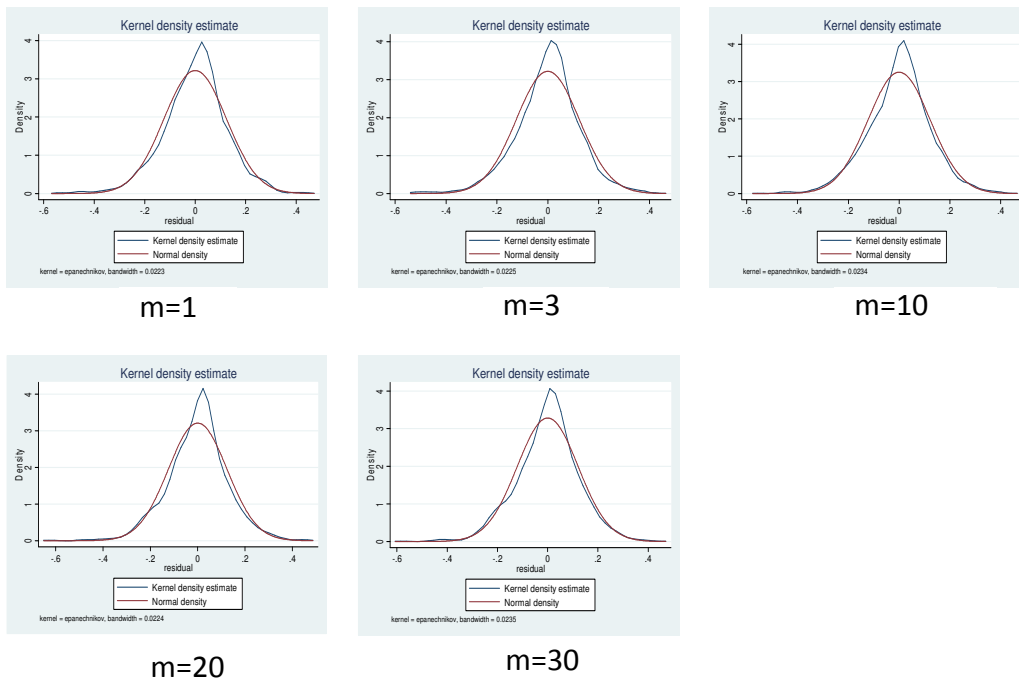 Kernel density estimate
Density
0 1 2 3 4
-.6 -.4 -.2 0 .2 .4
residual
Kernel density estimate
Normal density
kernel = epanechnikov, bandwidth = 0.0223
m=1
Kernel density estimate
Density
0 1 2 3 4
-.6 -.4 -.2 0 .2 .4
residual
Kernel density estimate
Normal density
kernel = epanechnikov, bandwidth = 0.0225
m=3
Kernel density estimate
Density
0 1 2 3 4
-.6 -.4 -.2 0 .2 .4
residual
Kernel density estimate
Normal density
kernel = epanechnikov, bandwidth = 0.0234
m=10
Kernel density estimate
Density
0 1 2 3 4
-.6 -.4 -.2 0 .2 .4
residual
Kernel density estimate
Normal density
kernel = epanechnikov, bandwidth = 0.0224
m=20
Kernel density estimate
Density
0 1 2 3 4
-.6 -.4 -.2 0 .2 .4
residual
Kernel density estimate
Normal density
kernel = epanechnikov, bandwidth = 0.0235
m=30